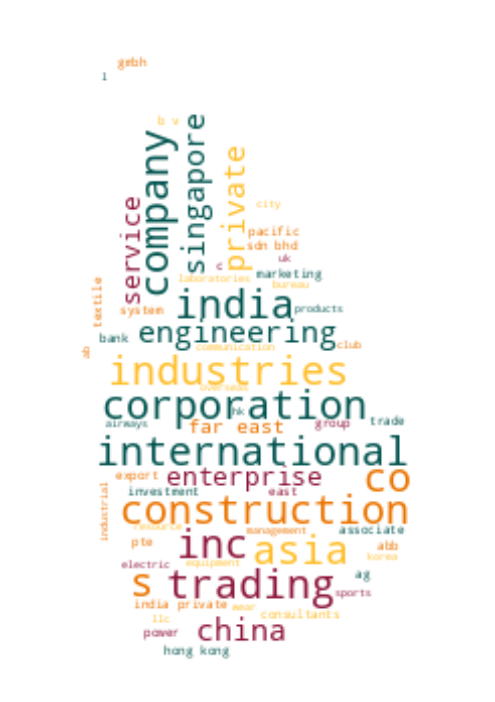 gmbh
l
b v
company
singapore
private
service
city
pacific
sdn bhd
uk
c
marketing
laboratories
bureau
textile
india
system
products
engineering
bank
club
communication
ab
industries
overseas
corporation
hk
airways
far east
group
trade
international
export
enterprise
co
investment
east
industrial
construction
resource
management
associate
pte
inc
asia
abb
korea
electric
equipment
ag
s
trading
sports
india private
wear
llc
consultants
power
china
hong kong